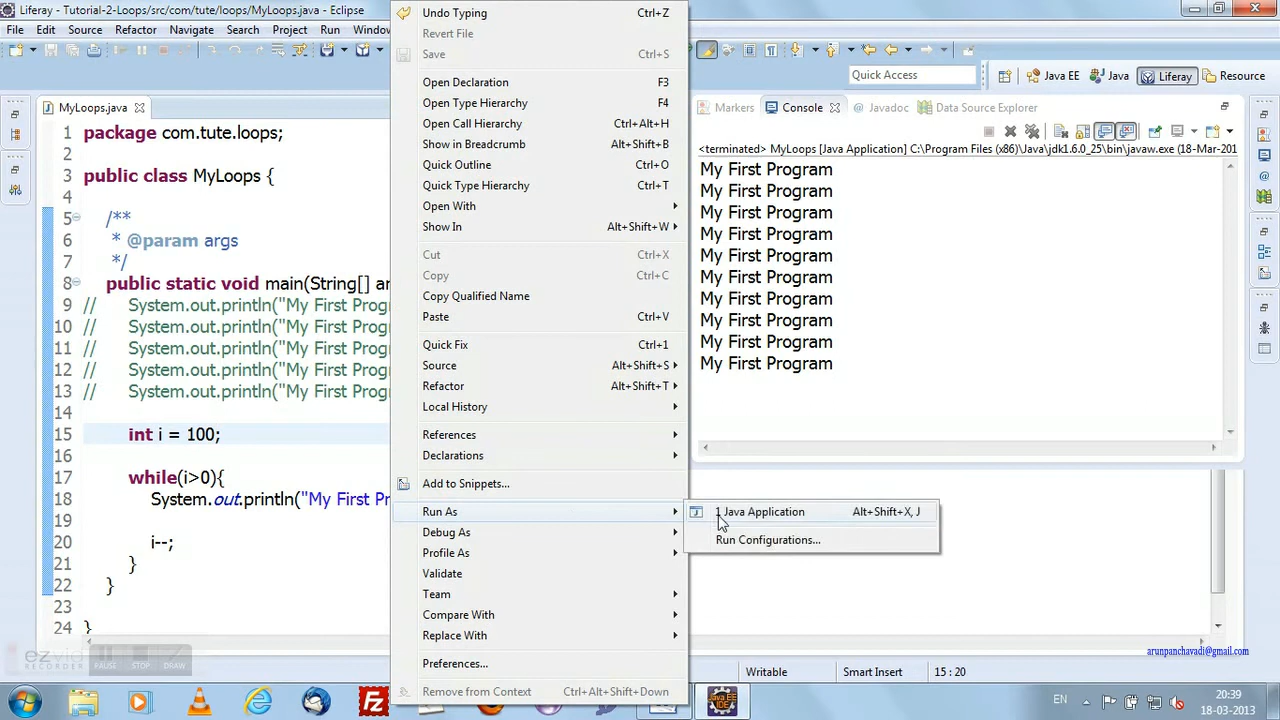 Liferay - Tutorial-2-Loops/src/com/tute/loops/MyLoops.java - Eclipse
File Edit Source Refactor Navigate Search Project Run Window
Quick Access
Java EE Java Liferay Resource
MyLoops.java
1 package com.tute.loops;
2
3 public class MyLoops {
4
5 /**
6 * @param args
7 */
8 public static void main(String[]
9 // System.out.println("My First
10 // System.out.println("My First
11 // System.out.println("My First
12 // System.out.println("My First
13 // System.out.println("My First
14
15 int i = 100;
16
17 while(i>0){
18 System.out.println("My First
19
20 i--;
21 }
22 }
23
24 }
Undo Typing Ctrl+Z
Revert File
Save Ctrl+S
Open Declaration F3
Open Type Hierarchy F4
Open Call Hierarchy Ctrl+Alt+H
Show in Breadcrumb Alt+Shift+B
Quick Outline Ctrl+O
Quick Type Hierarchy Ctrl+T
Open With
Show In Alt+Shift+W
Cut Ctrl+X
Copy Ctrl+C
Copy Qualified Name
Paste Ctrl+V
Quick Fix Ctrl+1
Source Alt+Shift+S
Refactor Alt+Shift+T
Local History
References
Declarations
Add to Snippets...
Run As
Debug As
Profile As
Validate
Team
Compare With
Replace With
Preferences...
Remove from Context Ctrl+Alt+Shift+Down
1 Java Application Alt+Shift+X, J
Run Configurations...
Markers Console Javadoc Data Source Explorer
<terminated> MyLoops [Java Application] C:\Program Files (x86)\Java\jdk1.6.0_25\bin\javaw.exe (18-Mar-201
My First Program
My First Program
My First Program
My First Program
My First Program
My First Program
My First Program
My First Program
My First Program
My First Program
arunpanchavadi@gmail.com
ezvid
RECORDER
PAUSE STOP DRAW
Writable Smart Insert 15 : 20
Java EE
IDE
EN
20:39
18-03-2013